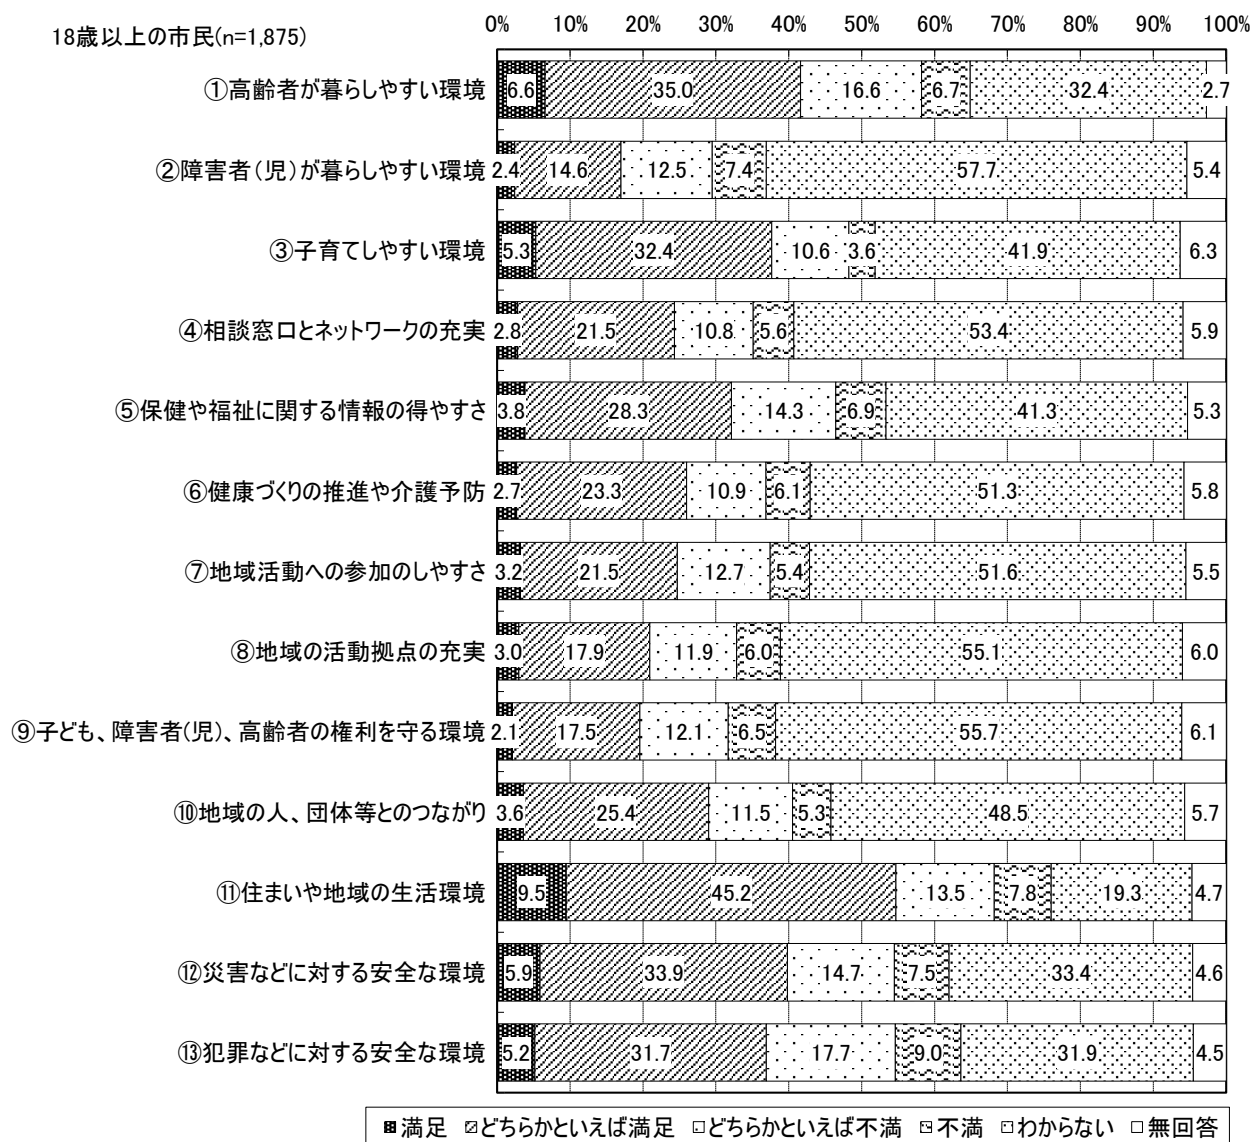 18歳以上の市民(n=1,875)
0% 10% 20% 30% 40% 50% 60% 70% 80% 90% 100%
①高齢者が暮らしやすい環境 6.6 35.0 16.6 6.7 32.4 2.7
②障害者(児)が暮らしやすい環境 2.4 14.6 12.5 7.4 57.7 5.4
③子育てしやすい環境 5.3 32.4 10.6 3.6 41.9 6.3
④相談窓口とネットワークの充実 2.8 21.5 10.8 5.6 53.4 5.9
⑤保健や福祉に関する情報の得やすさ 3.8 28.3 14.3 6.9 41.3 5.3
⑥健康づくりの推進や介護予防 2.7 23.3 10.9 6.1 51.3 5.8
⑦地域活動への参加のしやすさ 3.2 21.5 12.7 5.4 51.6 5.5
⑧地域の活動拠点の充実 3.0 17.9 11.9 6.0 55.1 6.0
⑨子ども、障害者(児)、高齢者の権利を守る環境 2.1 17.5 12.1 6.5 55.7 6.1
⑩地域の人、団体等とのつながり 3.6 25.4 11.5 5.3 48.5 5.7
⑪住まいや地域の生活環境 9.5 45.2 13.5 7.8 19.3 4.7
⑫災害などに対する安全な環境 5.9 33.9 14.7 7.5 33.4 4.6
⑬犯罪などに対する安全な環境 5.2 31.7 17.7 9.0 31.9 4.5
満足 どちらかといえば満足 どちらかといえば不満 不満 わからない 無回答